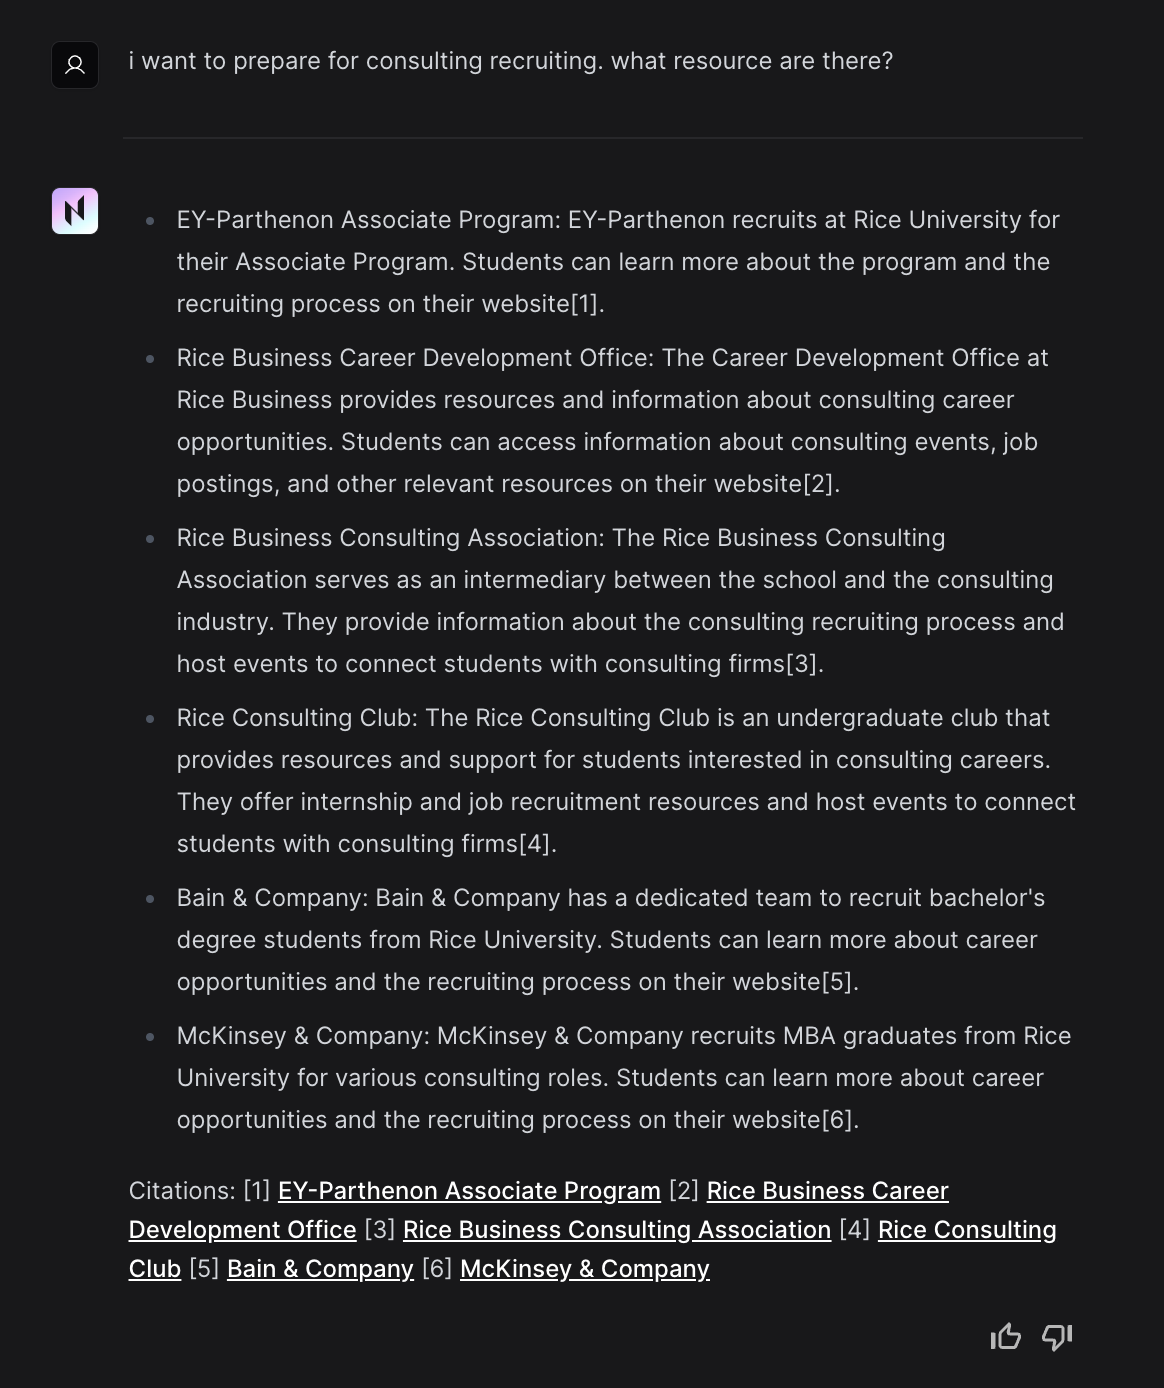 i want to prepare for consulting recruiting. what resource are there?
EY-Parthenon Associate Program: EY-Parthenon recruits at Rice University for
their Associate Program. Students can learn more about the program and the
recruiting process on their website[1].
Rice Business Career Development Office: The Career Development Office at
Rice Business provides resources and information about consulting career
opportunities. Students can access information about consulting events, job
postings, and other relevant resources on their website[2].
Rice Business Consulting Association: The Rice Business Consulting
Association serves as an intermediary between the school and the consulting
industry. They provide information about the consulting recruiting process and
host events to connect students with consulting firms[3].
Rice Consulting Club: The Rice Consulting Club is an undergraduate club that
provides resources and support for students interested in consulting careers.
They offer internship and job recruitment resources and host events to connect
students with consulting firms[4].
Bain & Company: Bain & Company has a dedicated team to recruit bachelor's
degree students from Rice University. Students can learn more about career
opportunities and the recruiting process on their website[5].
McKinsey & Company: McKinsey & Company recruits MBA graduates from Rice
University for various consulting roles. Students can learn more about career
opportunities and the recruiting process on their website[6].
Citations: [1] EY-Parthenon Associate Program [2] Rice Business Career
Development Office [3] Rice Business Consulting Association [4] Rice Consulting
Club [5] Bain & Company [6] McKinsey & Company